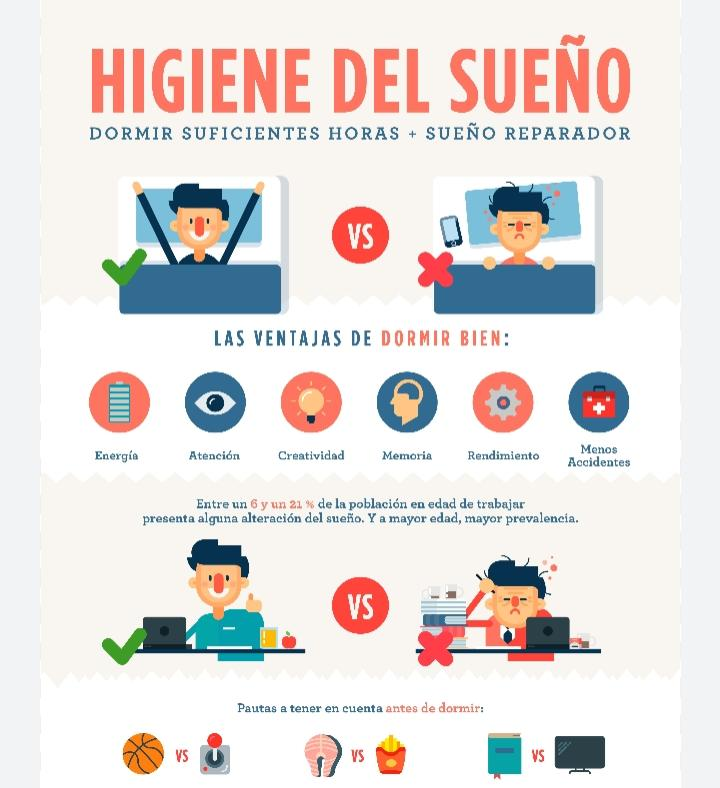 HIGIENE DEL SUEÑO
DORMIR SUFICIENTES HORAS + SUEÑO REPARADOR
VS
LAS VENTAJAS DE DORMIR BIEN:
Energía
Atención
Creatividad
Memoria
Rendimiento
Menos
Accidentes
Entre un 6 y un 21 % de la población en edad de trabajar
presenta alguna alteración del sueño. Y a mayor edad, mayor prevalencia.
VS
Pautas a tener en cuenta antes de dormir:
VS
VS
VS